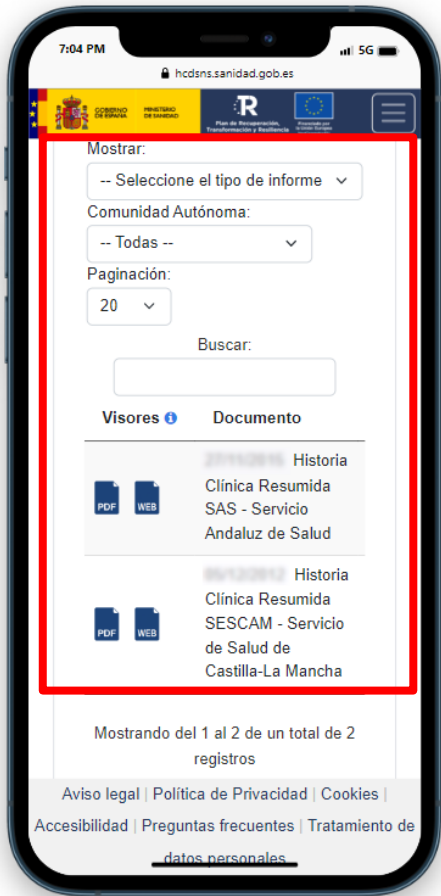 7:04 PM
5G
hcdsns.sanidad.gob.es
GOBIERNO DE ESPAÑA
MINISTERIO DE SANIDAD
R
Plan de Recuperación, Transformación y Resiliencia
Mostrar:
-- Seleccione el tipo de informe
Comunidad Autónoma:
-- Todas --
Paginación:
20
Buscar:
Visores Documento
Historia
Clínica Resumida
PDF WEB
SAS - Servicio
Andaluz de Salud
Historia
Clínica Resumida
PDF WEB
SESCAM - Servicio
de Salud de
Castilla-La Mancha
Mostrando del 1 al 2 de un total de 2
registros
Aviso legal | Política de Privacidad | Cookies |
Accesibilidad | Preguntas frecuentes | Tratamiento de
datos personales